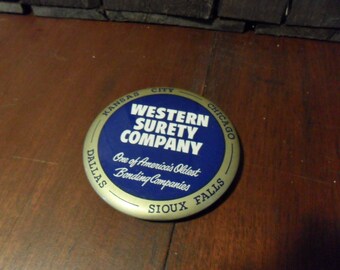 KANSAS CITY
CHICAGO
WESTERN
SURETY
COMPANY
One of America's Oldest
Bonding Companies
DALLAS
SIOUX FALLS